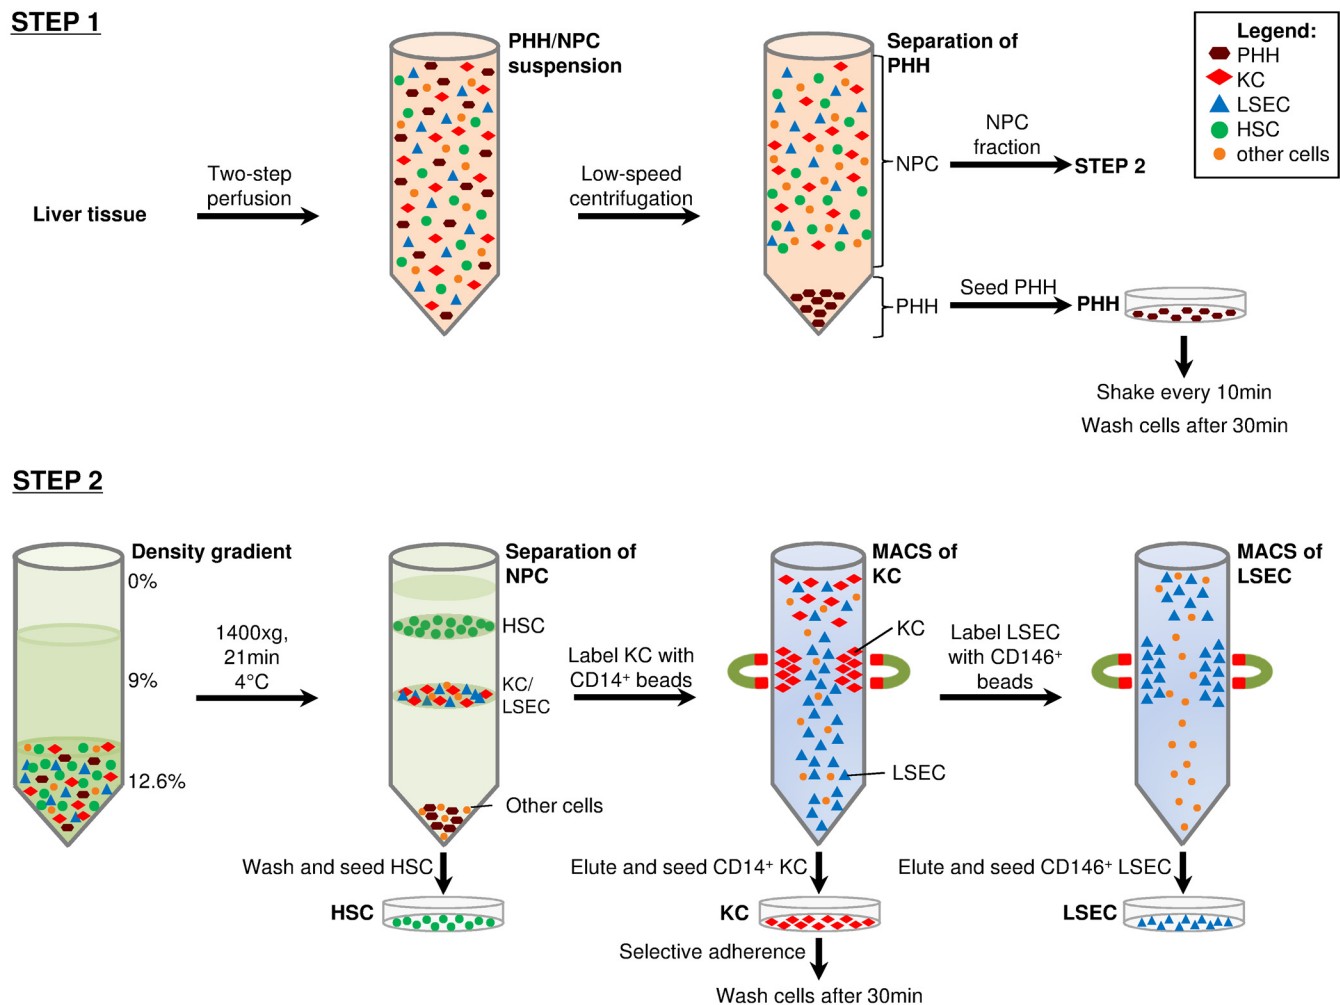 STEP 1
PHH/NPC
suspension
Separation of
PHH
Legend:
PHH
KC
LSEC
HSC
other cells
Liver tissue
Two-step
perfusion
Low-speed
centrifugation
NPC
NPC
fraction
STEP 2
PHH
Seed PHH
PHH
Shake every 10min
Wash cells after 30min
STEP 2
Density gradient
0%
9%
12.6%
1400xg,
21min
4°C
Separation of
NPC
HSC
KC/
LSEC
Other cells
Label KC with
CD14⁺ beads
MACS of
KC
KC
LSEC
Label LSEC
with CD146⁺
beads
MACS of
LSEC
Wash and seed HSC
HSC
Elute and seed CD14⁺ KC
KC
Selective adherence
Wash cells after 30min
Elute and seed CD146⁺ LSEC
LSEC